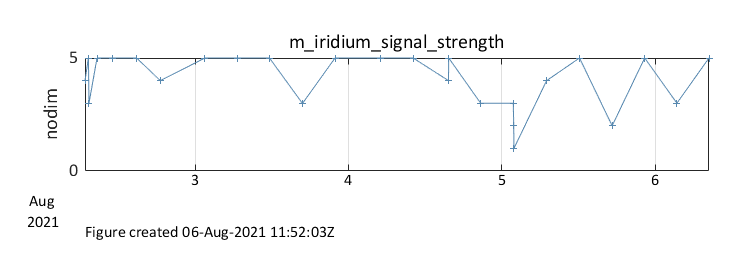 m_iridium_signal_strength
5
nodim
0
3 4 5 6
Aug
2021
Figure created 06-Aug-2021 11:52:03Z